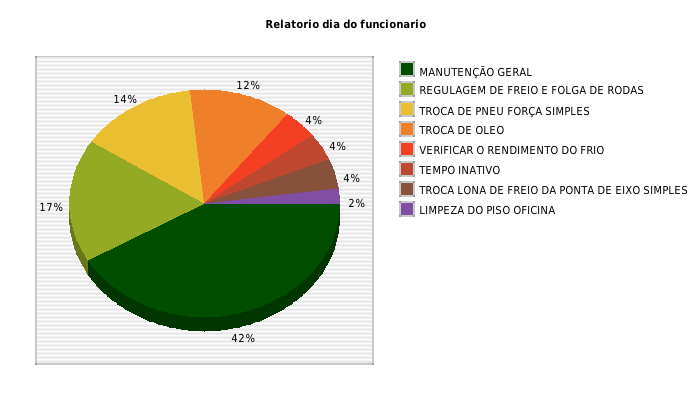 Relatorio dia do funcionario
12%
14%
4%
4%
4%
17%
2%
42%
MANUTENÇÃO GERAL
REGULAGEM DE FREIO E FOLGA DE RODAS
TROCA DE PNEU FORÇA SIMPLES
TROCA DE OLEO
VERIFICAR O RENDIMENTO DO FRIO
TEMPO INATIVO
TROCA LONA DE FREIO DA PONTA DE EIXO SIMPLES
LIMPEZA DO PISO OFICINA